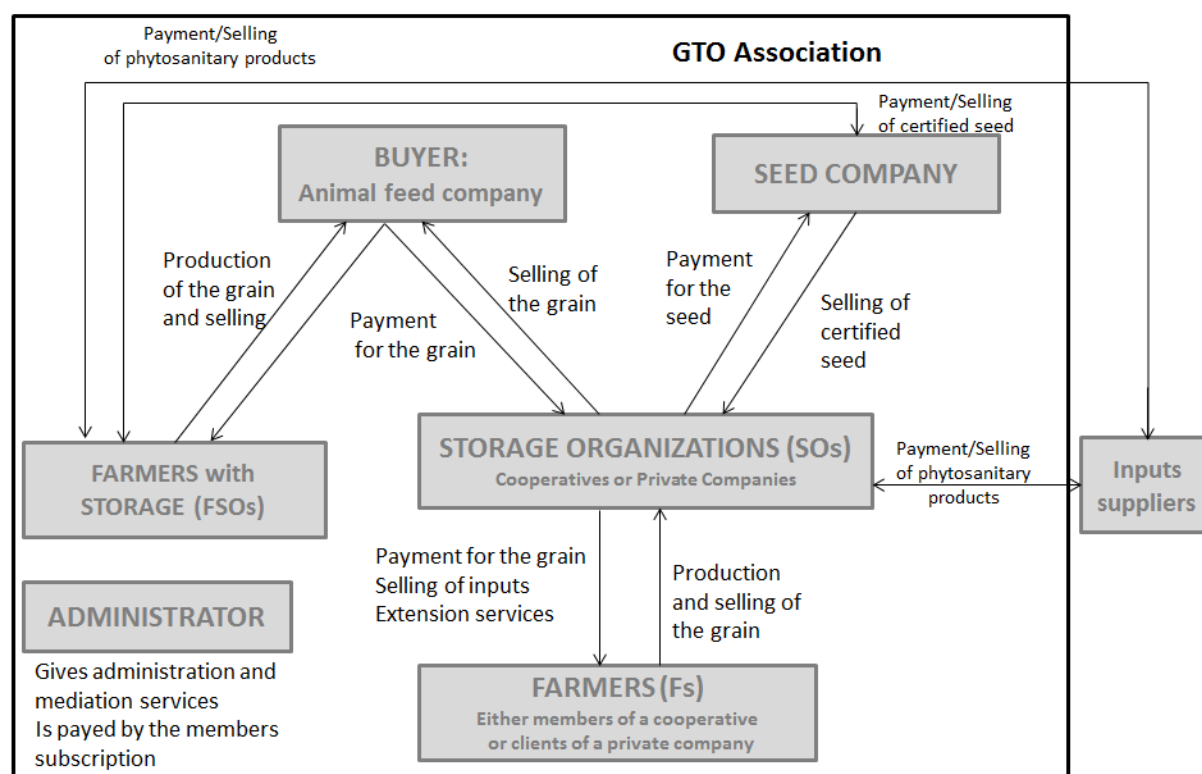 Payment/Selling
of phytosanitary products
GTO Association
Payment/Selling
of certified seed
BUYER:
Animal feed company
SEED COMPANY
Production
of the grain
and selling
Payment
for the grain
Selling of
the grain
Payment
for the
seed
Selling of
certified
seed
FARMERS with
STORAGE (FSOs)
STORAGE ORGANIZATIONS (SOs)
Cooperatives or Private Companies
Payment/Selling
of phytosanitary
products
Inputs
suppliers
Payment for the grain
Selling of inputs
Extension services
Production
and selling of
the grain
ADMINISTRATOR
Gives administration and
mediation services
Is payed by the members
subscription
FARMERS (Fs)
Either members of a cooperative
or clients of a private company